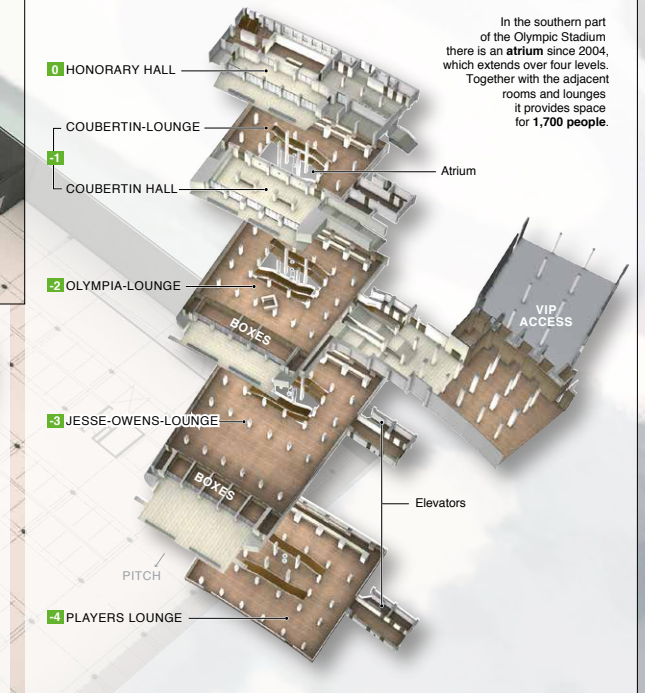 In the southern part
of the Olympic Stadium
there is an atrium since 2004,
which extends over four levels.
Together with the adjacent
rooms and lounges
it provides space
for 1,700 people.
0 HONORARY HALL
COUBERTIN-LOUNGE
-1
Atrium
COUBERTIN HALL
-2 OLYMPIA-LOUNGE
VIP
ACCESS
BOXES
-3 JESSE-OWENS-LOUNGE
BOXES
Elevators
PITCH
-4 PLAYERS LOUNGE